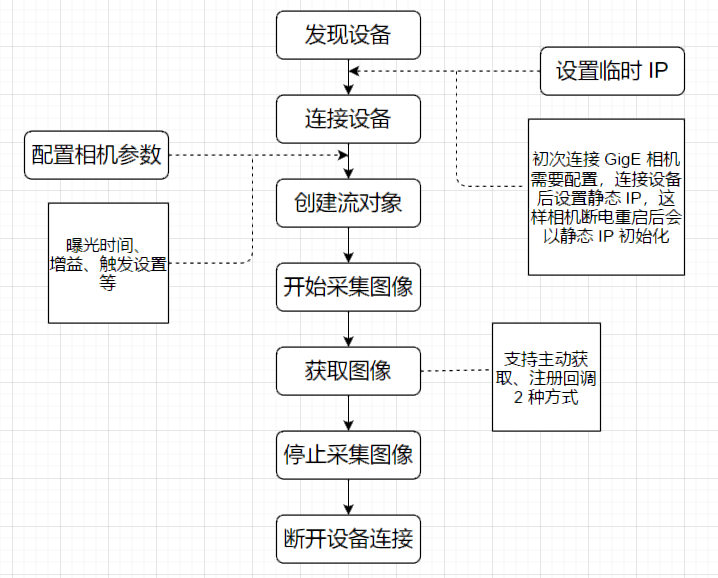 发现设备
设置临时 IP
连接设备
初次连接 GigE 相机
需要配置，连接设备
后设置静态 IP，这
样相机断电重启后会
以静态 IP 初始化
配置相机参数
创建流对象
曝光时间、
增益、触发设置
等
开始采集图像
获取图像
支持主动获
取、注册回调
2 种方式
停止采集图像
断开设备连接